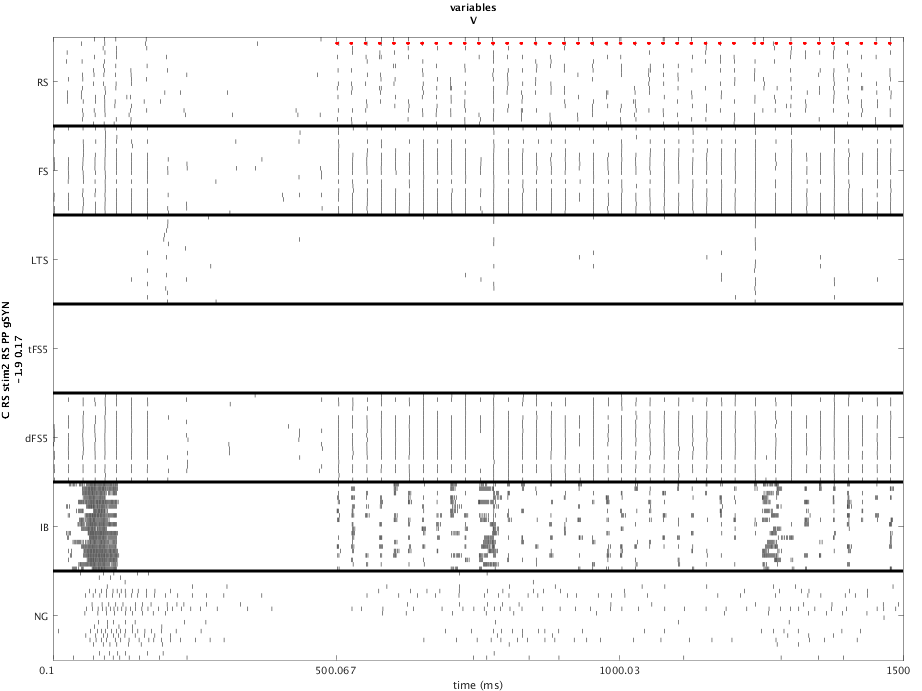 variables
V
RS
FS
LTS
tFS5
dFS5
IB
NG
C RS stim2 RS PP gSYN
-1.9 0.17
0.1
500.067
1000.03
1500
time (ms)